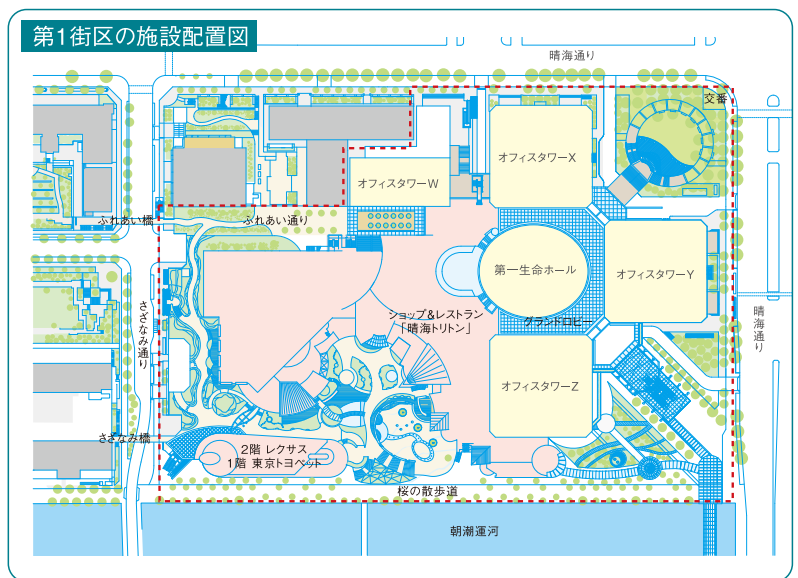 第1街区の施設配置図
晴海通り
交番
オフィスタワーX
オフィスタワーW
ふれあい橋
ふれあい通り
第一生命ホール
オフィスタワーY
さざなみ通り
ショップ&レストラン
「晴海トリトン」
グランドロビー
晴海通り
オフィスタワーZ
さざなみ橋
2階 レクサス
1階 東京トヨペット
桜の散歩道
朝潮運河